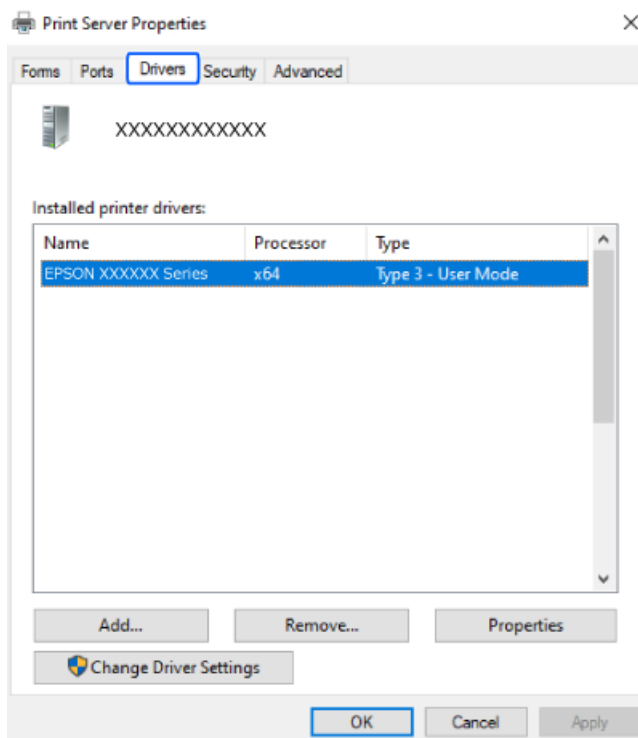 Print Server Properties
Forms Ports Drivers Security Advanced
XXXXXXXXXXXX
Installed printer drivers:
Name Processor Type
EPSON XXXXXX Series x64 Type 3 - User Mode
Add... Remove... Properties
Change Driver Settings
OK Cancel Apply